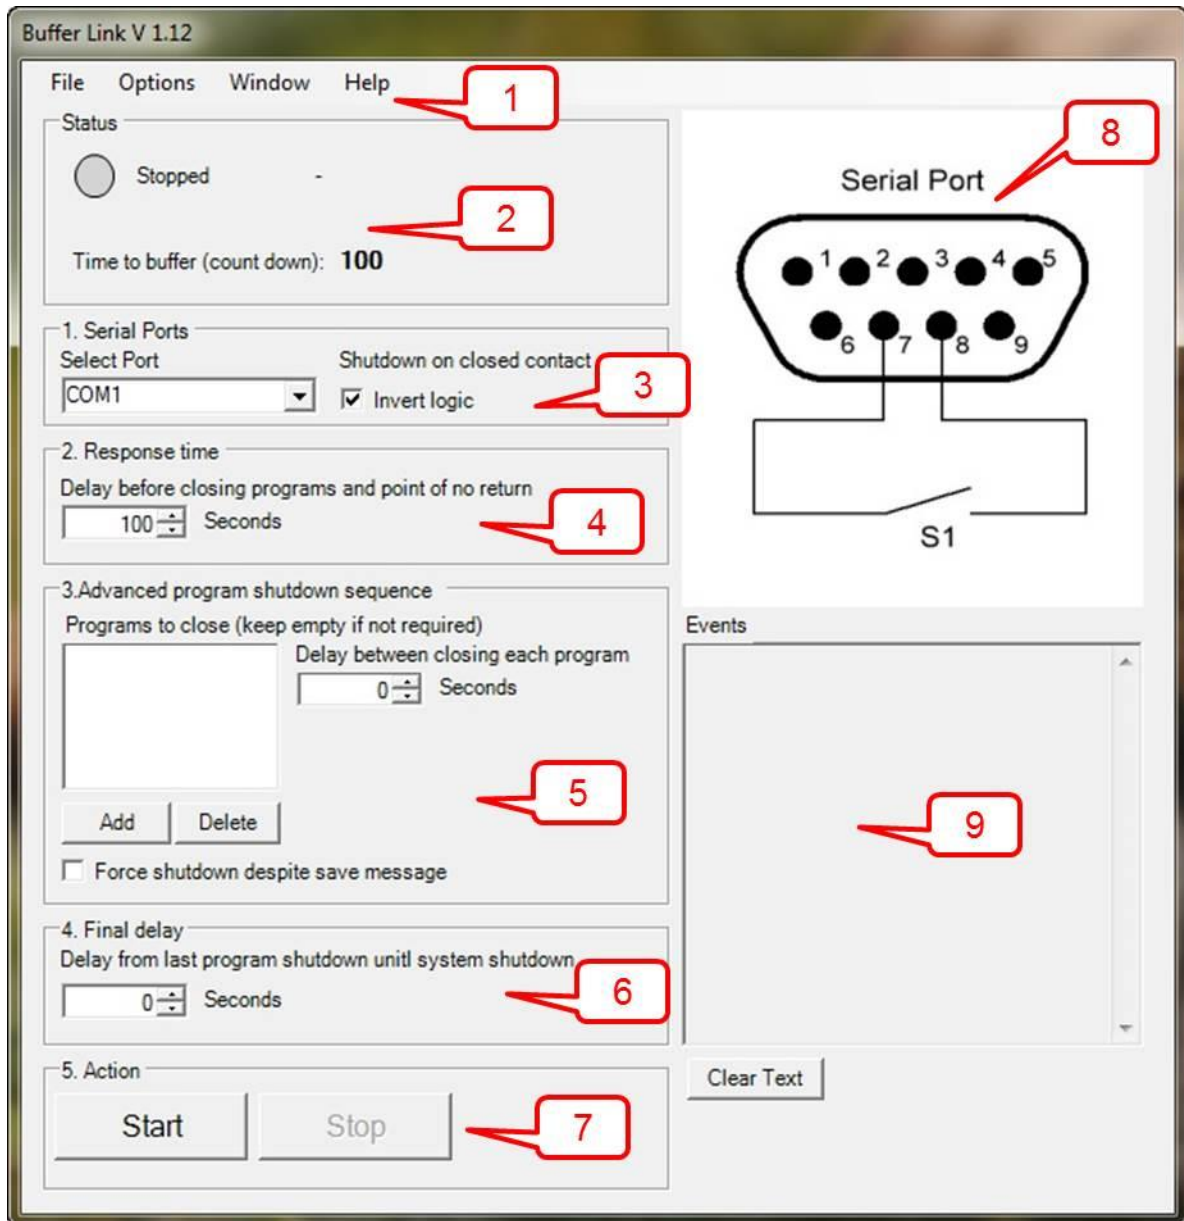 Buffer Link V 1.12
File Options Window Help
1
Status
Stopped -
2
Time to buffer (count down): 100
1. Serial Ports
Select Port Shutdown on closed contact
COM1 Invert logic
3
2. Response time
Delay before closing programs and point of no return
100 Seconds
4
3.Advanced program shutdown sequence
Programs to close (keep empty if not required)
Delay between closing each program
0 Seconds
5
Add Delete
Force shutdown despite save message
4. Final delay
Delay from last program shutdown unitl system shutdown
0 Seconds
6
5. Action
Start Stop
7
8
Serial Port
1 2 3 4 5
6 7 8 9
S1
Events
9
Clear Text